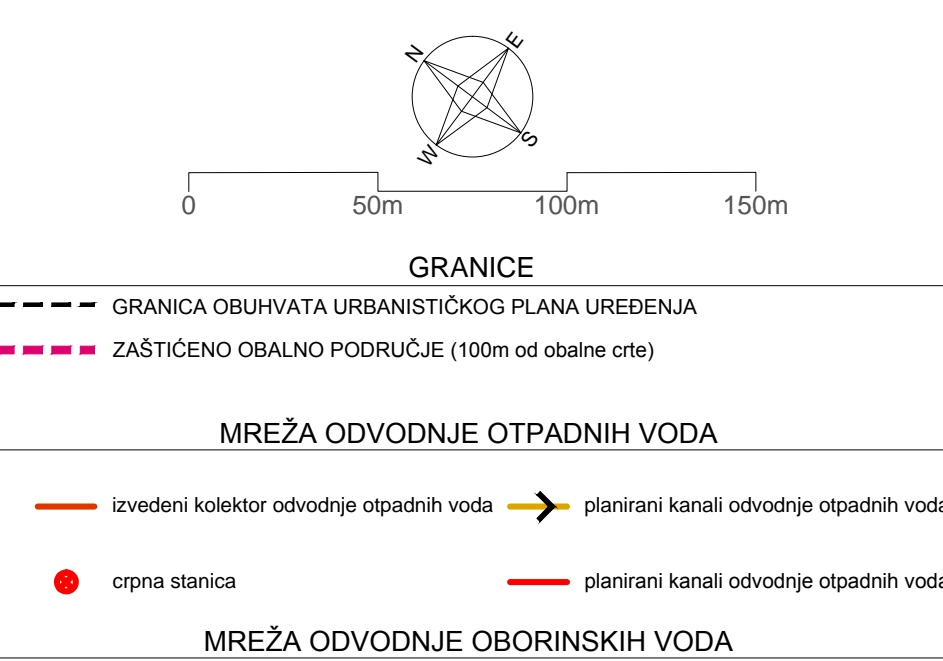 N E
W S
0 50m 100m 150m
GRANICE
GRANICA OBUHVATA URBANISTIČKOG PLANA UREĐENJA
ZAŠTIĆENO OBALNO PODRUČJE (100m od obalne crte)
MREŽA ODVODNJE OTPADNIH VODA
izvedeni kolektor odvodnje otpadnih voda planirani kanali odvodnje otpadnih voda
crpna stanica planirani kanali odvodnje otpadnih voda
MREŽA ODVODNJE OBORINSKIH VODA